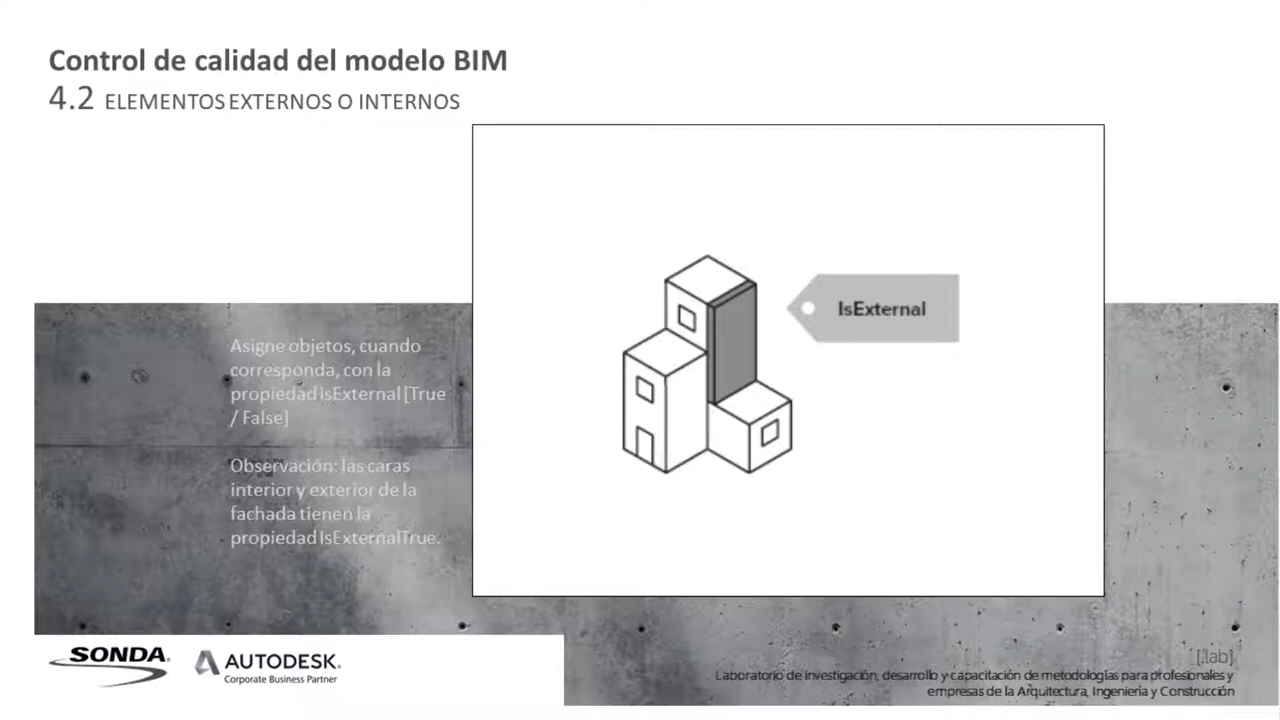 Control de calidad del modelo BIM
4.2 ELEMENTOS EXTERNOS O INTERNOS
IsExternal
Asigne objetos, cuando
corresponda, con la
propiedad IsExternal [True
/ False]
Observación: las caras
interior y exterior de la
fachada tienen la
propiedad IsExternalTrue.
SONDA
AUTODESK
Corporate Business Partner
[.lab]
Laboratorio de investigación, desarrollo y capacitación de metodologías para profesionales y
empresas de la Arquitectura, Ingeniería y Construcción